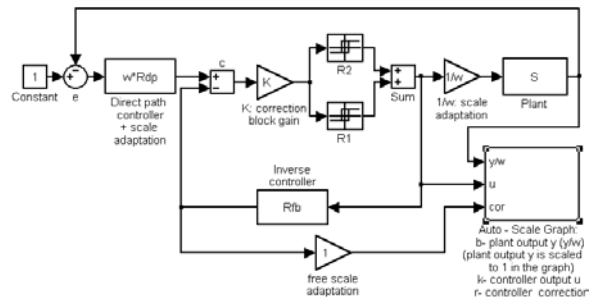 1
Constant
−
+
e
w*Rdp
Direct path
controller
+ scale
adaptation
c
+
−
K
K: correction
block gain
R2
R1
+
+
Sum
1/w
1/w: scale
adaptation
S
Plant
Inverse
controller
Rfb
1
free scale
adaptation
y/w
u
cor
Auto - Scale Graph:
b- plant output y (y/w)
(plant output y is scaled
to 1 in the graph)
k- controller output u
r- controller correction